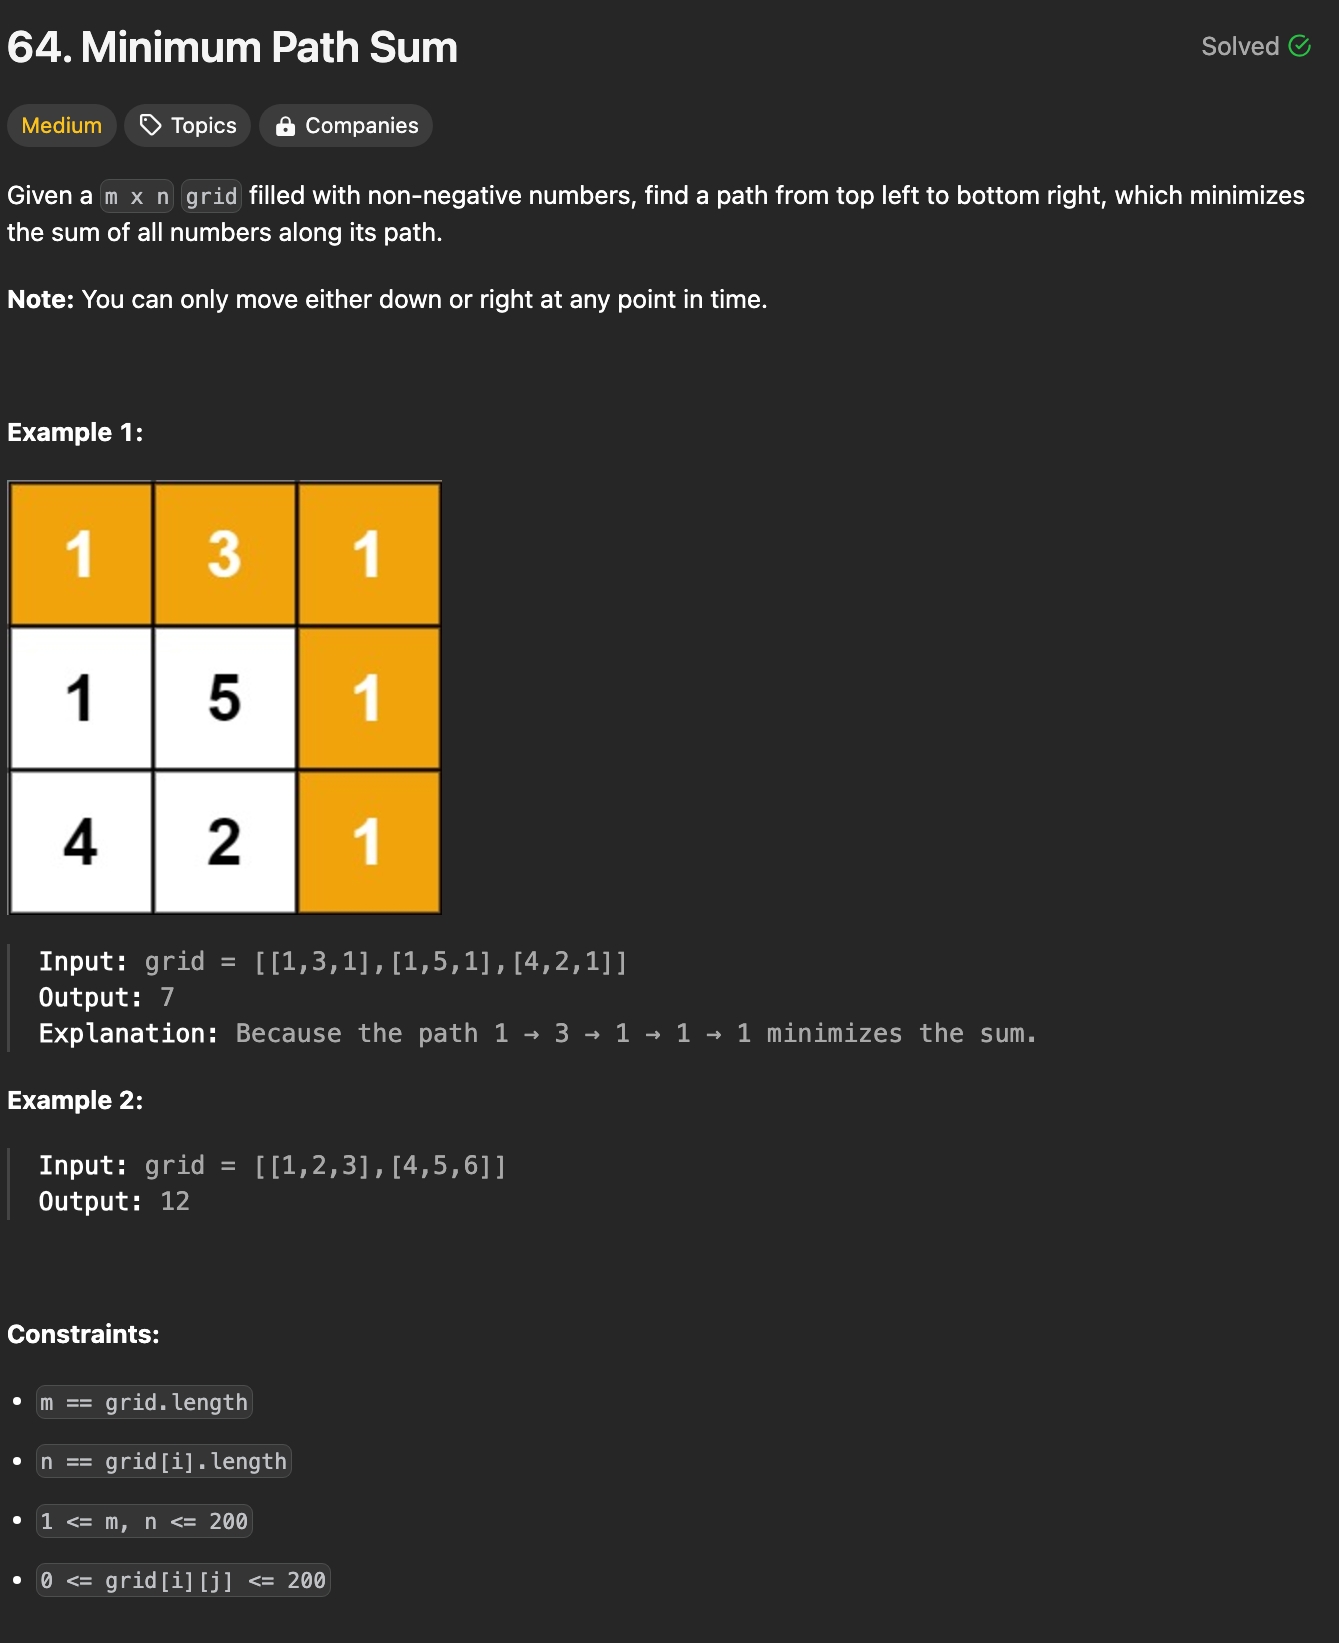 64. Minimum Path Sum
Solved
Medium Topics Companies
Given a m x n grid filled with non-negative numbers, find a path from top left to bottom right, which minimizes
the sum of all numbers along its path.
Note: You can only move either down or right at any point in time.
Example 1:
1 3 1
1 5 1
4 2 1
Input: grid = [[1,3,1],[1,5,1],[4,2,1]]
Output: 7
Explanation: Because the path 1 → 3 → 1 → 1 → 1 minimizes the sum.
Example 2:
Input: grid = [[1,2,3],[4,5,6]]
Output: 12
Constraints:
• m == grid.length
• n == grid[i].length
• 1 <= m, n <= 200
• 0 <= grid[i][j] <= 200